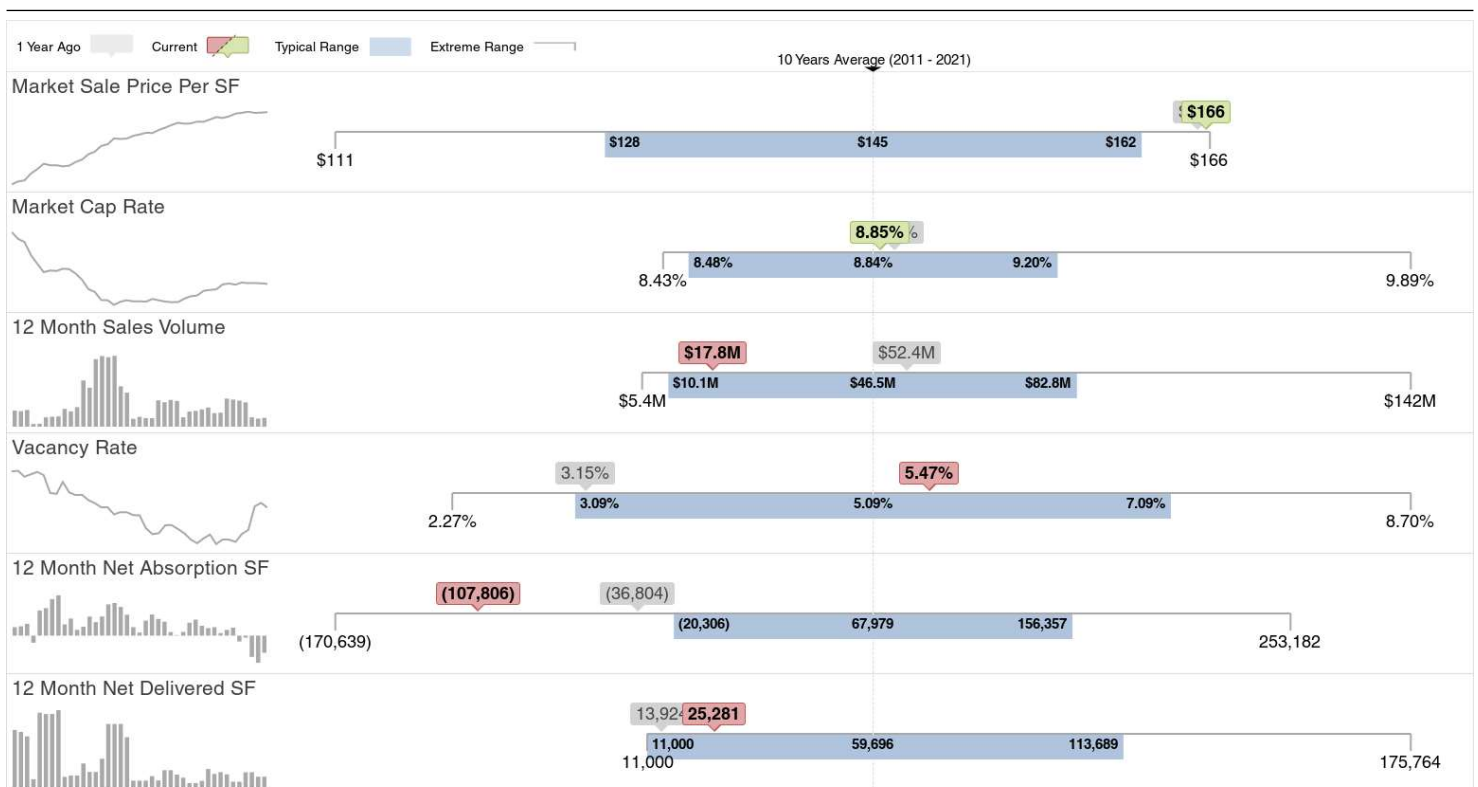 1 Year Ago Current Typical Range Extreme Range
10 Years Average (2011 - 2021)
Market Sale Price Per SF
$166
$128 $145 $162
$111 $166
Market Cap Rate
8.85% %
8.48% 8.84% 9.20%
8.43% 9.89%
12 Month Sales Volume
$17.8M $52.4M
$10.1M $46.5M $82.8M
$5.4M $142M
Vacancy Rate
3.15% 5.47%
3.09% 5.09% 7.09%
2.27% 8.70%
12 Month Net Absorption SF
(107,806) (36,804)
(20,306) 67,979 156,357
(170,639) 253,182
12 Month Net Delivered SF
13,924 25,281
11,000 59,696 113,689
11,000 175,764